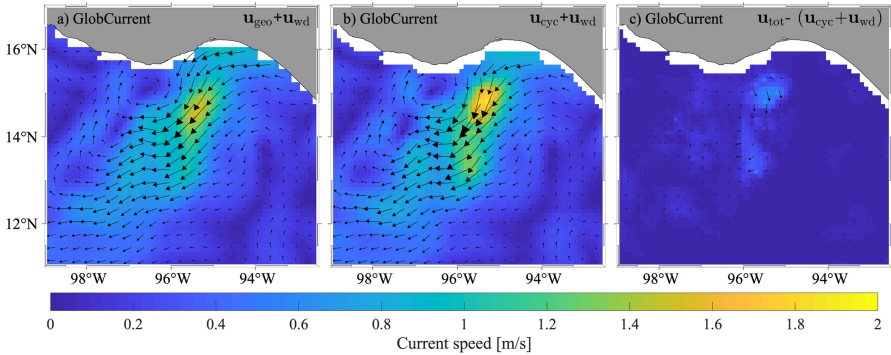 a) GlobCurrent u_geo+u_wd
b) GlobCurrent u_cyc+u_wd
c) GlobCurrent u_tot- (u_cyc+u_wd)
16°N
14°N
12°N
98°W 96°W 94°W
98°W 96°W 94°W
98°W 96°W 94°W
0 0.2 0.4 0.6 0.8 1 1.2 1.4 1.6 1.8 2
Current speed [m/s]